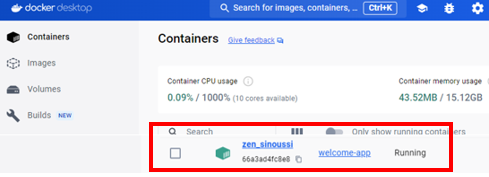 docker desktop
Search for images, containers, ...
Ctrl+K
Containers
Images
Volumes
Builds NEW
Containers Give feedback
Container CPU usage
0.09% / 1000% (10 cores available)
Container memory usage
43.52MB / 15.12GB
Search
Only show running containers
zen_sinoussi
66a3ad4fc8e8
welcome-app
Running